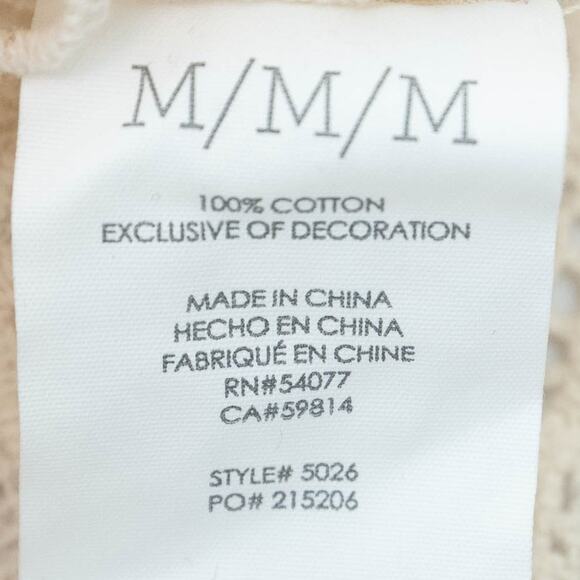 M/M/M
100% COTTON
EXCLUSIVE OF DECORATION
MADE IN CHINA
HECHO EN CHINA
FABRIQUÉ EN CHINE
RN#54077
CA#59814
STYLE# 5026
PO# 215206